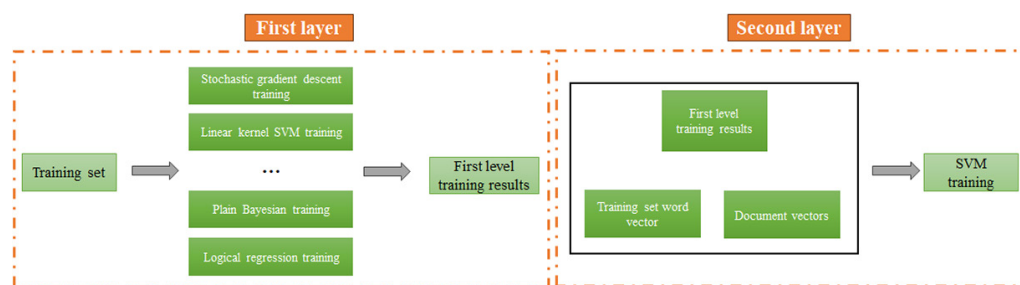 First layer
Second layer
Training set
Stochastic gradient descent
training
Linear kernel SVM training
...
Plain Bayesian training
Logical regression training
First level
training results
First level
training results
Training set word
vector
Document vectors
SVM
training